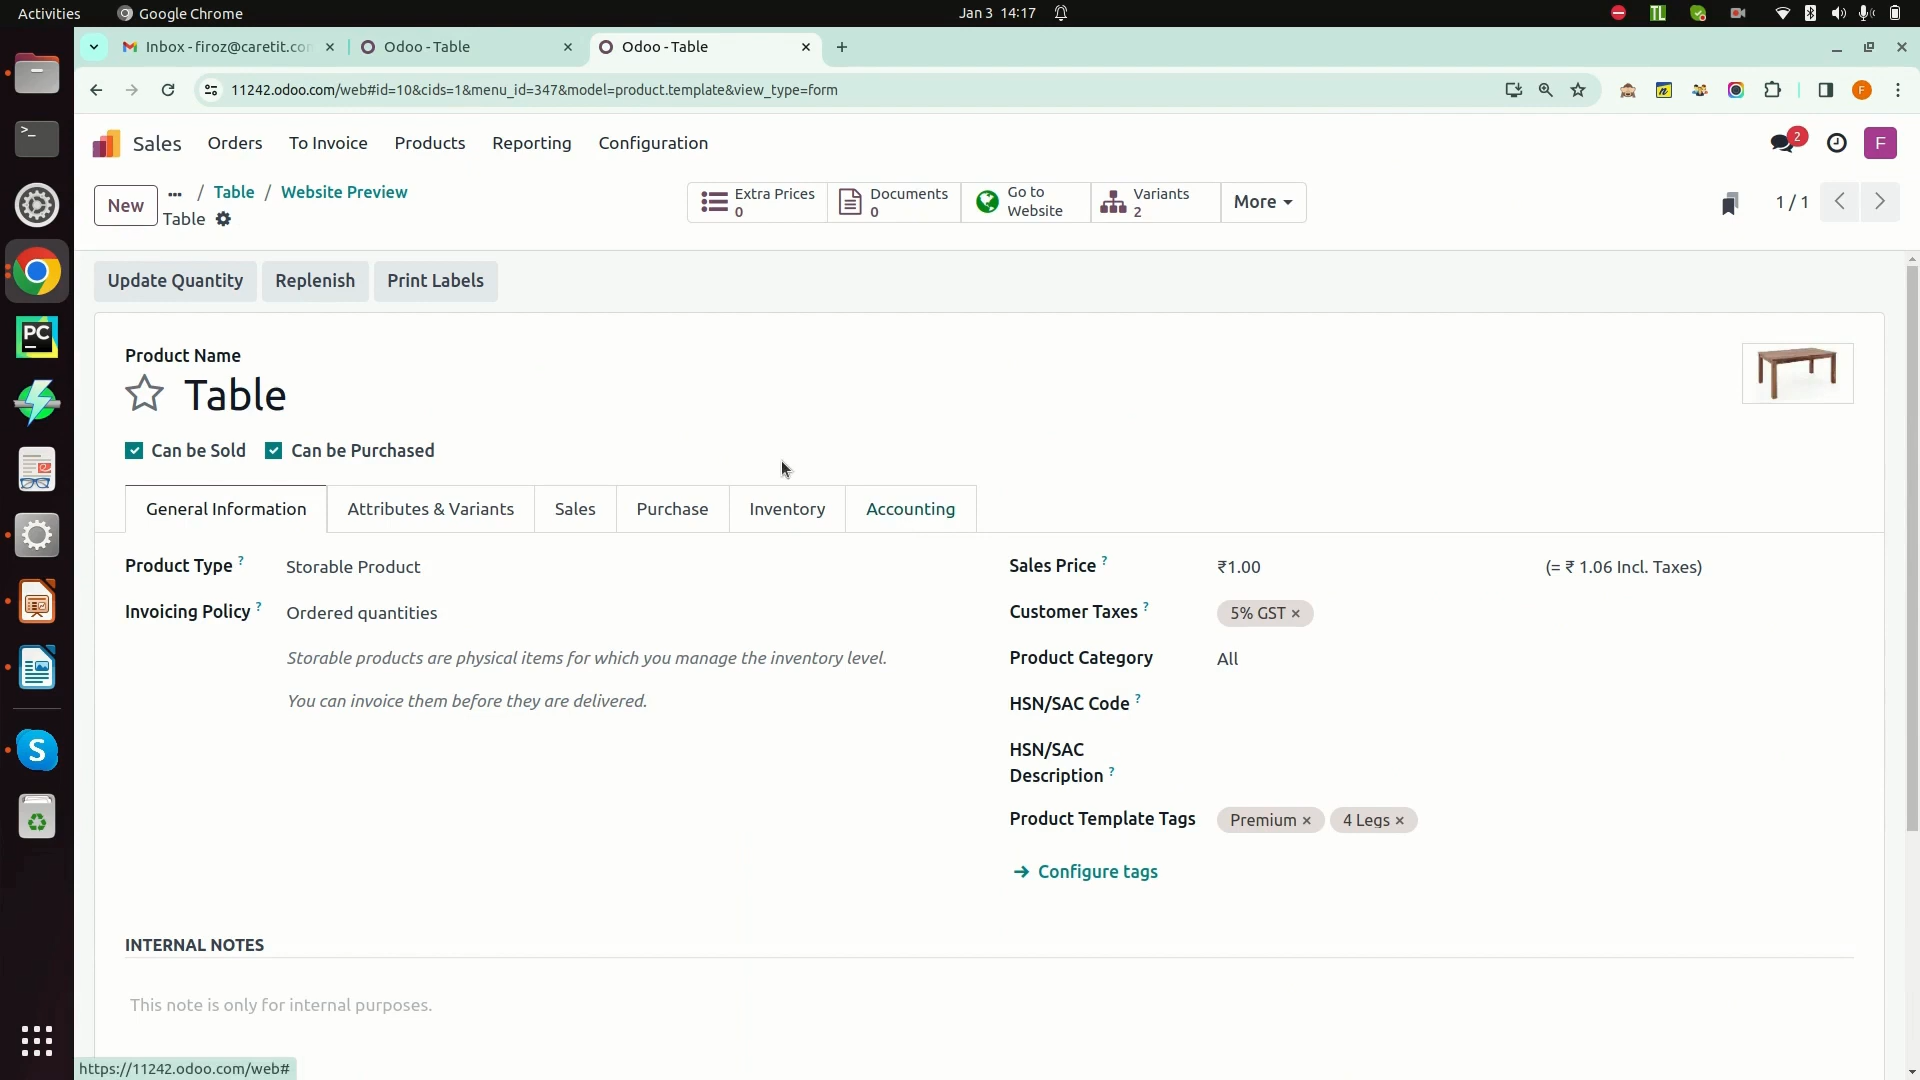 Activities
Google Chrome
Jan 3 14:17
TL
Inbox - firoz@caretit.com
Odoo - Table
Odoo - Table
11242.odoo.com/web#id=10&cids=1&menu_id=347&model=product.template&view_type=form
F
Sales
Orders
To Invoice
Products
Reporting
Configuration
2
F
New
... / Table / Website Preview
Table
Extra Prices
0
Documents
0
Go to
Website
Variants
2
More
1 / 1
Update Quantity
Replenish
Print Labels
Product Name
Table
Can be Sold
Can be Purchased
General Information
Attributes & Variants
Sales
Purchase
Inventory
Accounting
Product Type ?
Storable Product
Sales Price ?
₹1.00
(= ₹ 1.06 Incl. Taxes)
Invoicing Policy ?
Ordered quantities
Customer Taxes ?
5% GST ×
Storable products are physical items for which you manage the inventory level.
Product Category
All
You can invoice them before they are delivered.
HSN/SAC Code ?
HSN/SAC
Description ?
Product Template Tags
Premium ×
4 Legs ×
Configure tags
INTERNAL NOTES
This note is only for internal purposes.
https://11242.odoo.com/web#
PC
S